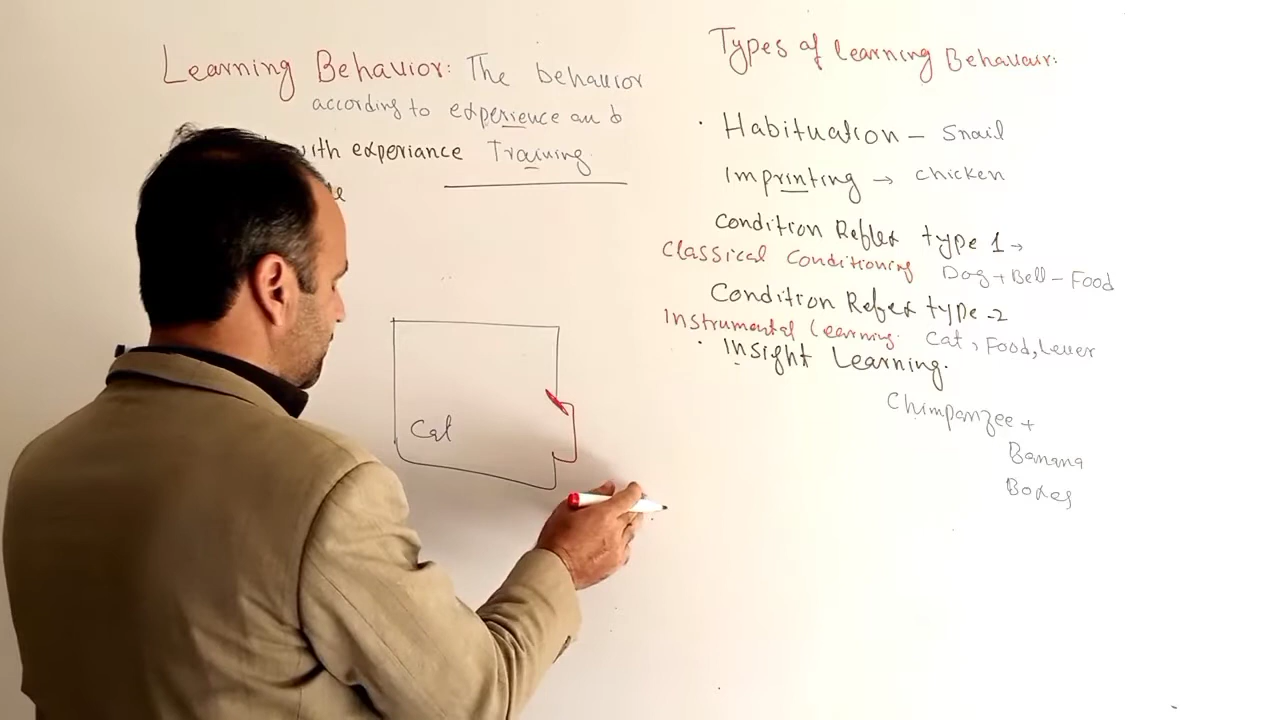 Learning Behavior: The behavior
according to experience and
with experiance Training.
Cat
Types of learning Behaviour:
· Habituation - Snail
Imprinting → chicken
Condition Reflex type 1 →
Classical Conditioning Dog + Bell - Food
Condition Reflex type -2
Instrumental Learning. Cat, Food, Lever
· Insight Learning.
Chimpanzee +
Banana
Boxes